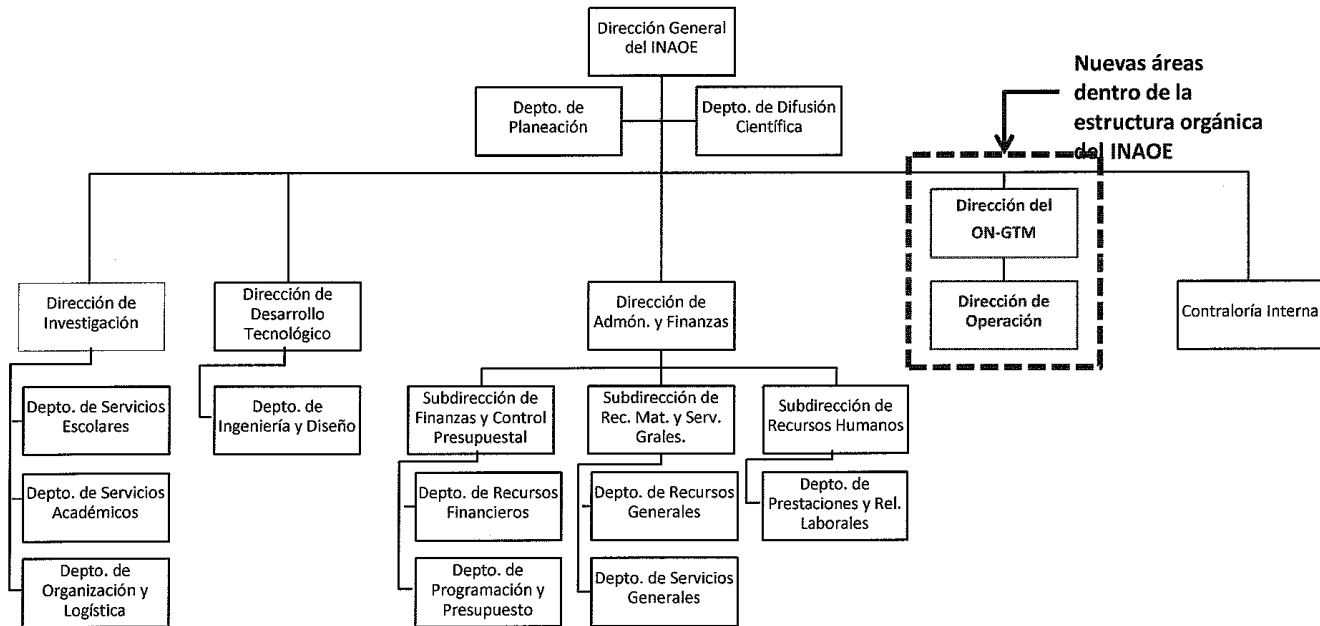 Dirección General
del INAOE
Nuevas áreas
dentro de la
estructura orgánica
del INAOE
Depto. de
Planeación
Depto. de Difusión
Científica
Dirección del
ON-GTM
Dirección de
Investigación
Dirección de
Desarrollo
Tecnológico
Dirección de
Admón. y Finanzas
Dirección de
Operación
Contraloría Interna
Depto. de Servicios
Escolares
Depto. de
Ingeniería y Diseño
Subdirección de
Finanzas y Control
Presupuestal
Subdirección de
Rec. Mat. y Serv.
Grales.
Subdirección de
Recursos Humanos
Depto. de Servicios
Académicos
Depto. de Recursos
Financieros
Depto. de Recursos
Generales
Depto. de
Prestaciones y Rel.
Laborales
Depto. de
Organización y
Logística
Depto. de
Programación y
Presupuesto
Depto. de Servicios
Generales